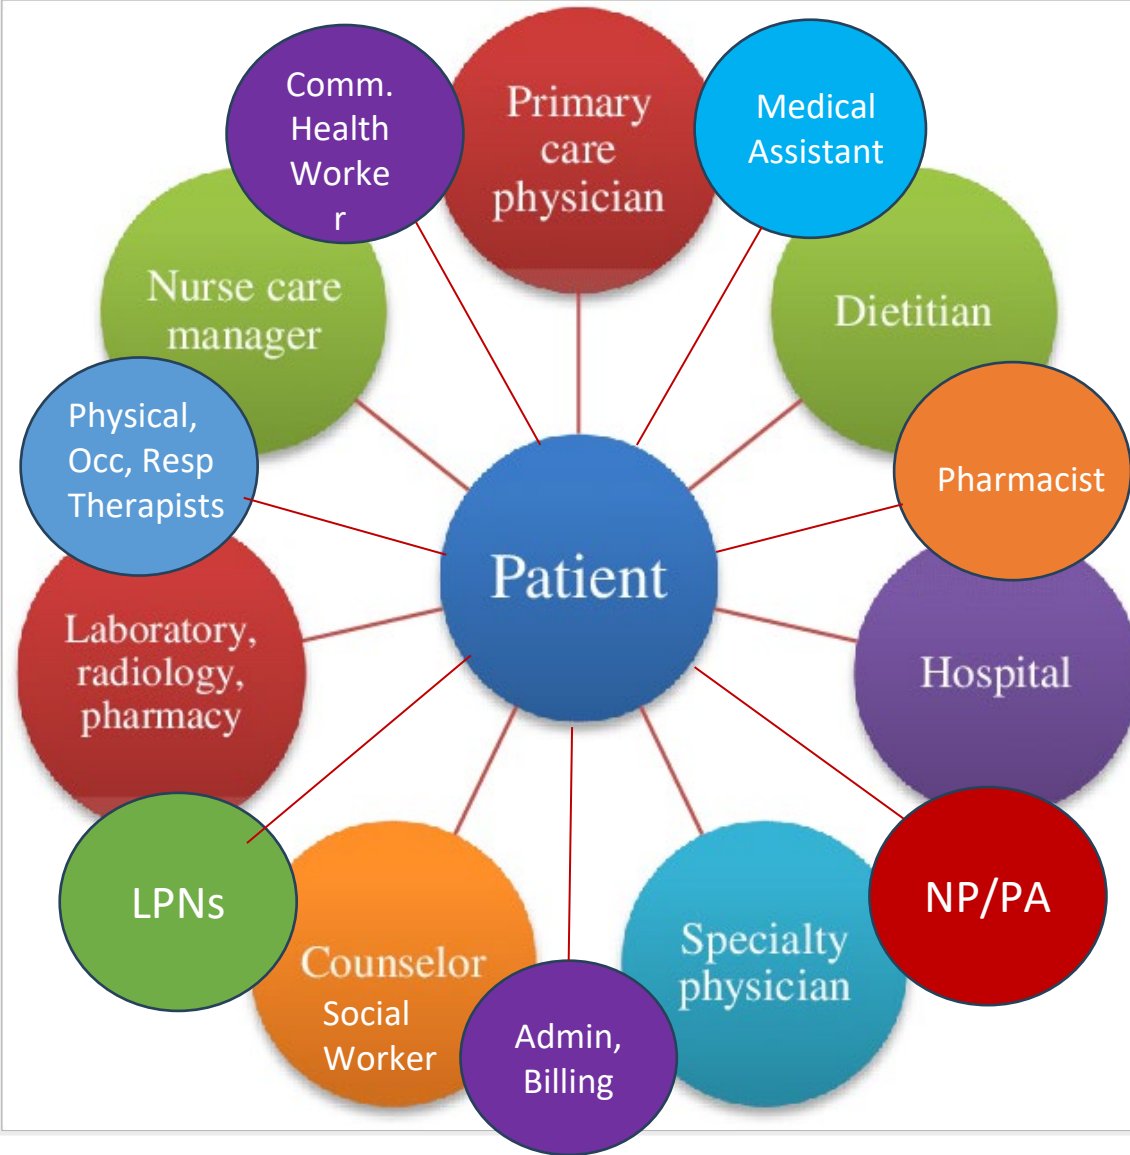 Comm.
Health
Worke
r
Primary
care
physician
Medical
Assistant
Nurse care
manager
Dietitian
Physical,
Occ, Resp
Therapists
Pharmacist
Patient
Laboratory,
radiology,
pharmacy
Hospital
LPNs
NP/PA
Counselor
Social
Worker
Specialty
physician
Admin,
Billing